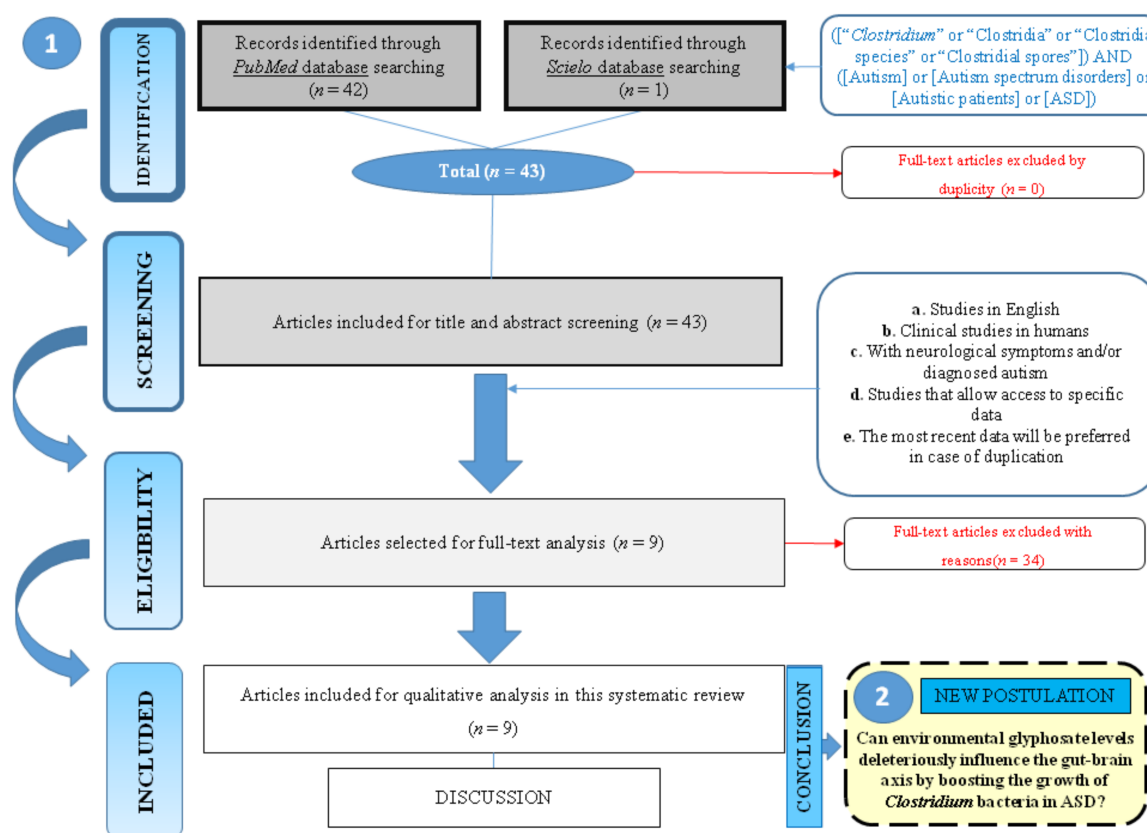 1
IDENTIFICATION
Records identified through
PubMed database searching
(n = 42)
Records identified through
Scielo database searching
(n = 1)
(["Clostridium" or "Clostridia" or "Clostridia
species" or "Clostridial spores"]) AND
([Autism] or [Autism spectrum disorders] or
[Autistic patients] or [ASD])
Total (n = 43)
Full-text articles excluded by
duplicity (n = 0)
SCREENING
Articles included for title and abstract screening (n = 43)
a. Studies in English
b. Clinical studies in humans
c. With neurological symptoms and/or
diagnosed autism
d. Studies that allow access to specific
data
e. The most recent data will be preferred
in case of duplication
ELIGIBILITY
Articles selected for full-text analysis (n = 9)
Full-text articles excluded with
reasons(n = 34)
INCLUDED
Articles included for qualitative analysis in this systematic review
(n = 9)
DISCUSSION
CONCLUSION
2
NEW POSTULATION
Can environmental glyphosate levels
deleteriously influence the gut-brain
axis by boosting the growth of
Clostridium bacteria in ASD?